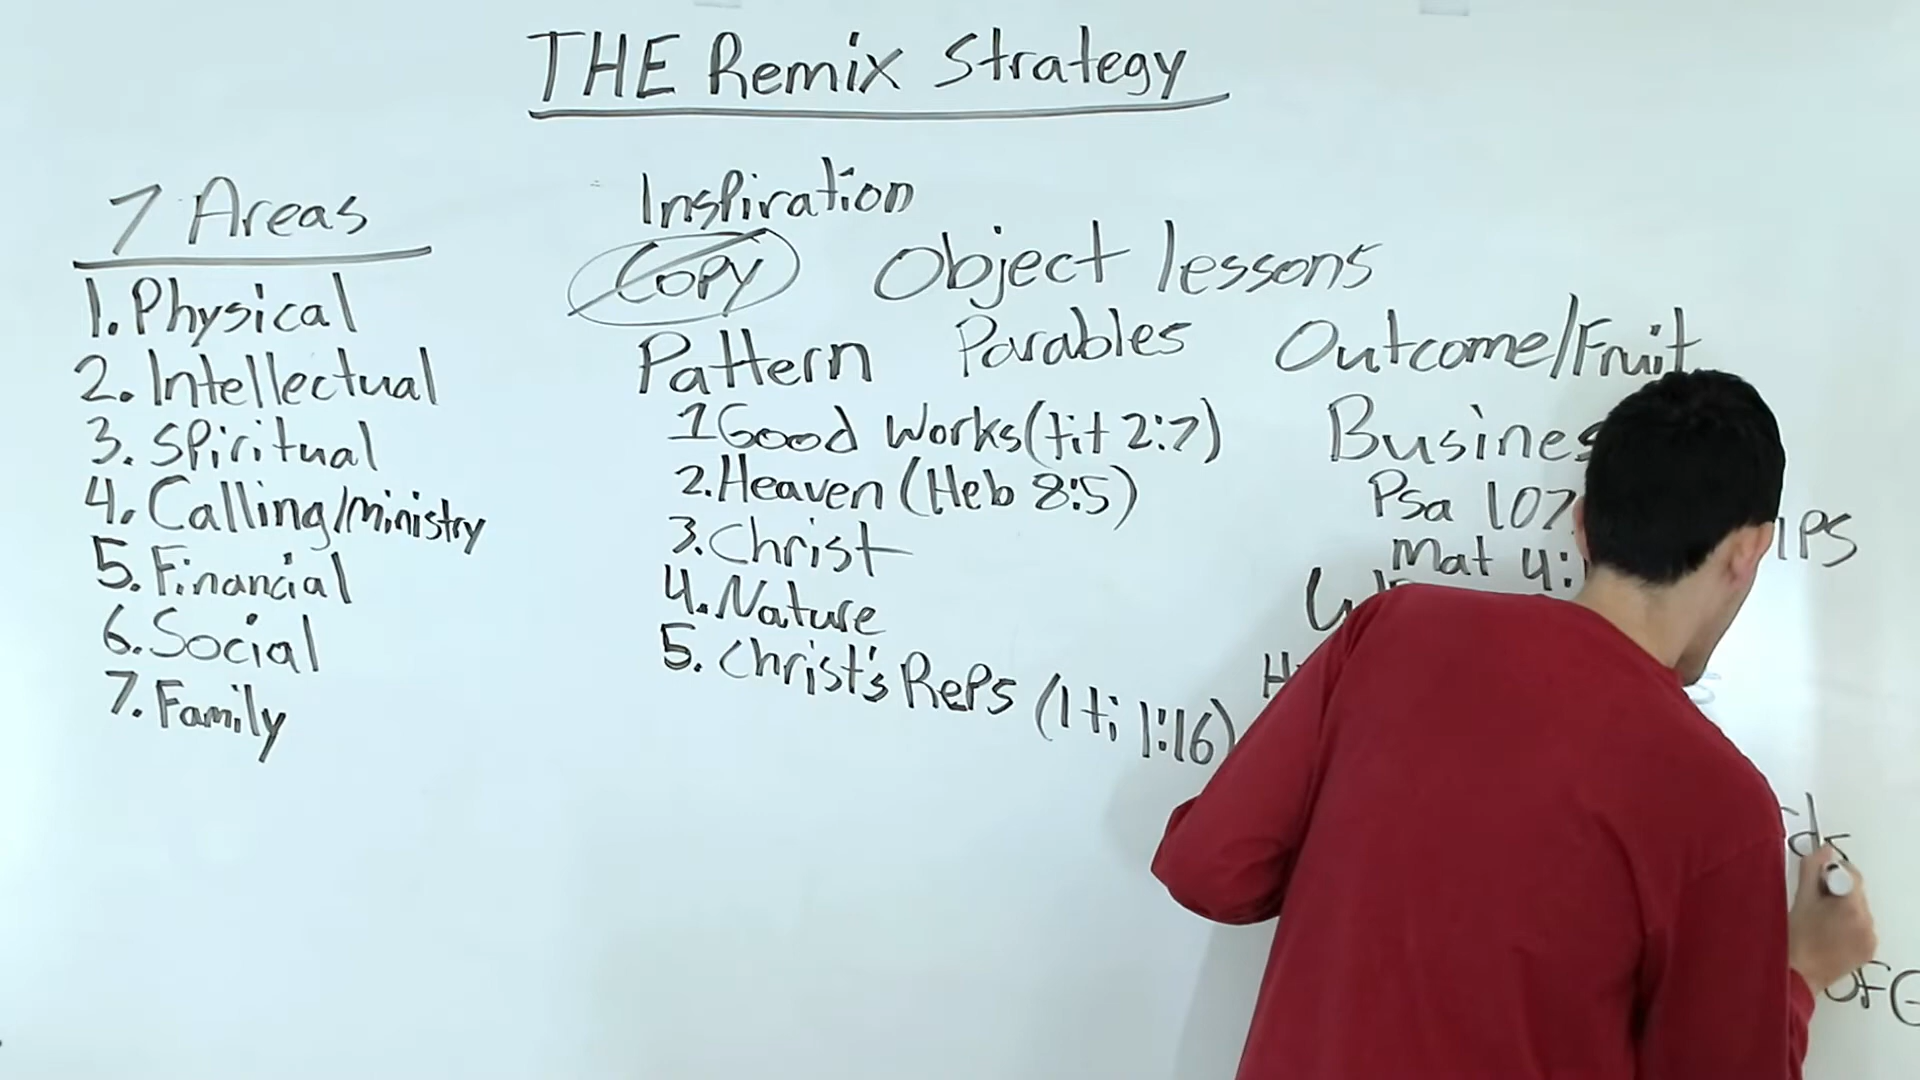 THE Remix Strategy
7 Areas
1. Physical
2. Intellectual
3. Spiritual
4. Calling/Ministry
5. Financial
6. Social
7. Family
Inspiration
Copy
Object lessons
Pattern
Parables
Outcome/Fruit
1 Good Works (tit 2:7)
2. Heaven (Heb 8:5)
3. Christ
4. Nature
5. Christ's Reps (1 ti 1:16)
Busines
Psa 107
Mat 4: